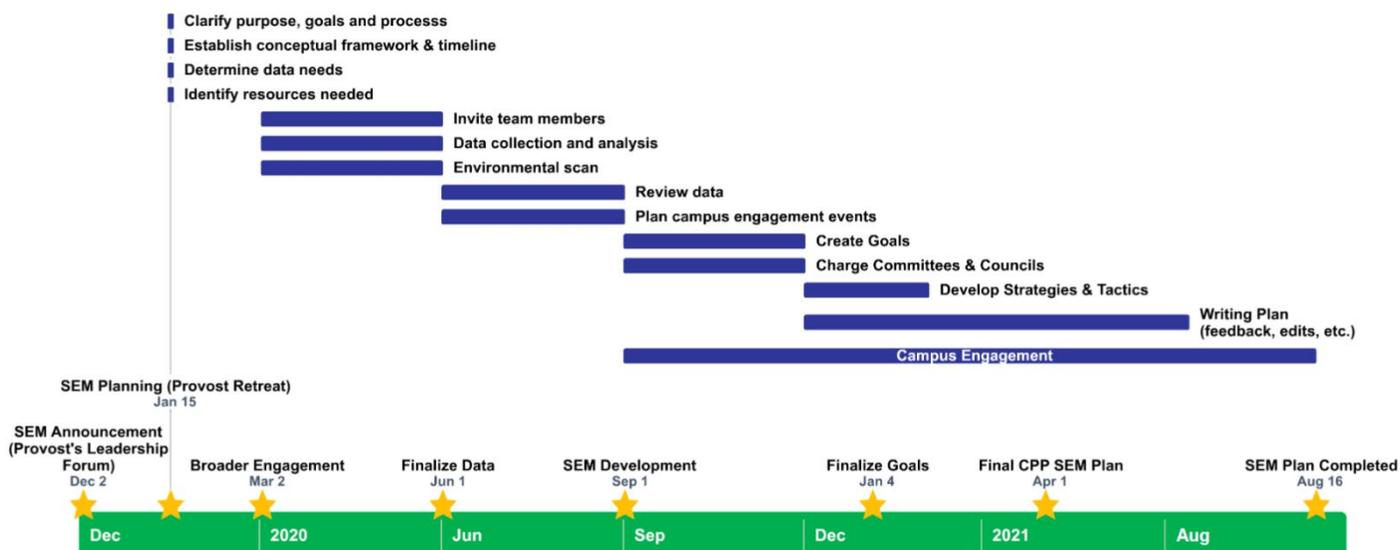 Clarify purpose, goals and processs
Establish conceptual framework & timeline
Determine data needs
Identify resources needed
Invite team members
Data collection and analysis
Environmental scan
Review data
Plan campus engagement events
Create Goals
Charge Committees & Councils
Develop Strategies & Tactics
Writing Plan
(feedback, edits, etc.)
Campus Engagement
SEM Planning (Provost Retreat)
Jan 15
SEM Announcement
(Provost's Leadership
Forum)
Dec 2
Broader Engagement
Mar 2
Finalize Data
Jun 1
SEM Development
Sep 1
Finalize Goals
Jan 4
Final CPP SEM Plan
Apr 1
SEM Plan Completed
Aug 16
Dec
2020
Jun
Sep
Dec
2021
Aug